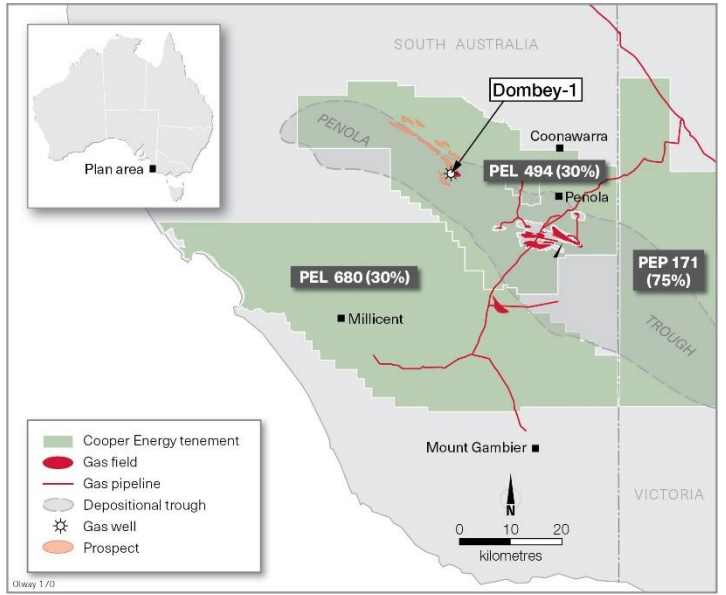 SOUTH AUSTRALIA
Dombey-1
PENOLA
Coonawarra
Plan area
PEL 494 (30%)
Penola
PEL 680 (30%)
PEP 171
(75%)
Millicent
TROUGH
Cooper Energy tenement
Gas field
Gas pipeline
Depositional trough
Gas well
Prospect
Mount Gambier
N
VICTORIA
0 10 20
kilometres
Otway 170